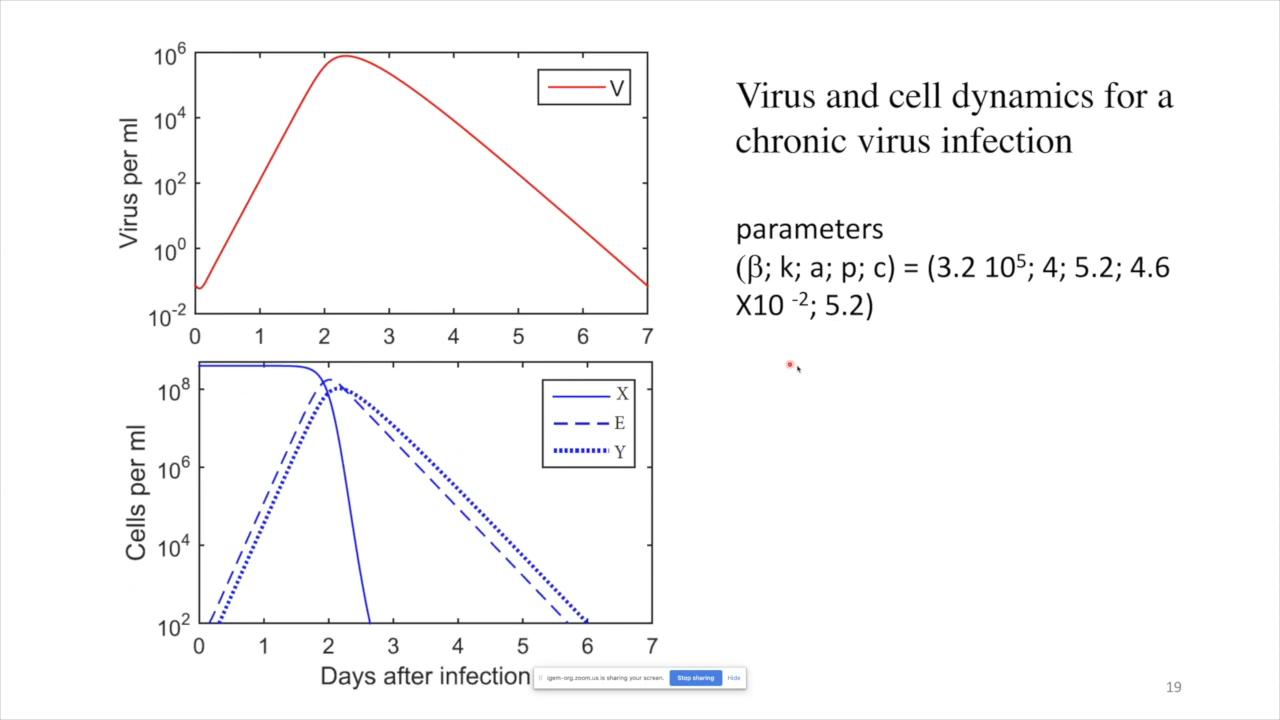 10^6
10^4
10^2
10^0
10^-2
Virus per ml
V
0 1 2 3 4 5 6 7
10^8
10^6
10^4
10^2
Cells per ml
X
E
Y
0 1 2 3 4 5 6 7
Days after infection
Virus and cell dynamics for a
chronic virus infection
parameters
(β; k; a; p; c) = (3.2 10^5; 4; 5.2; 4.6
X10 ^-2; 5.2)
igem-org.zoom.us is sharing your screen. Stop sharing Hide
19